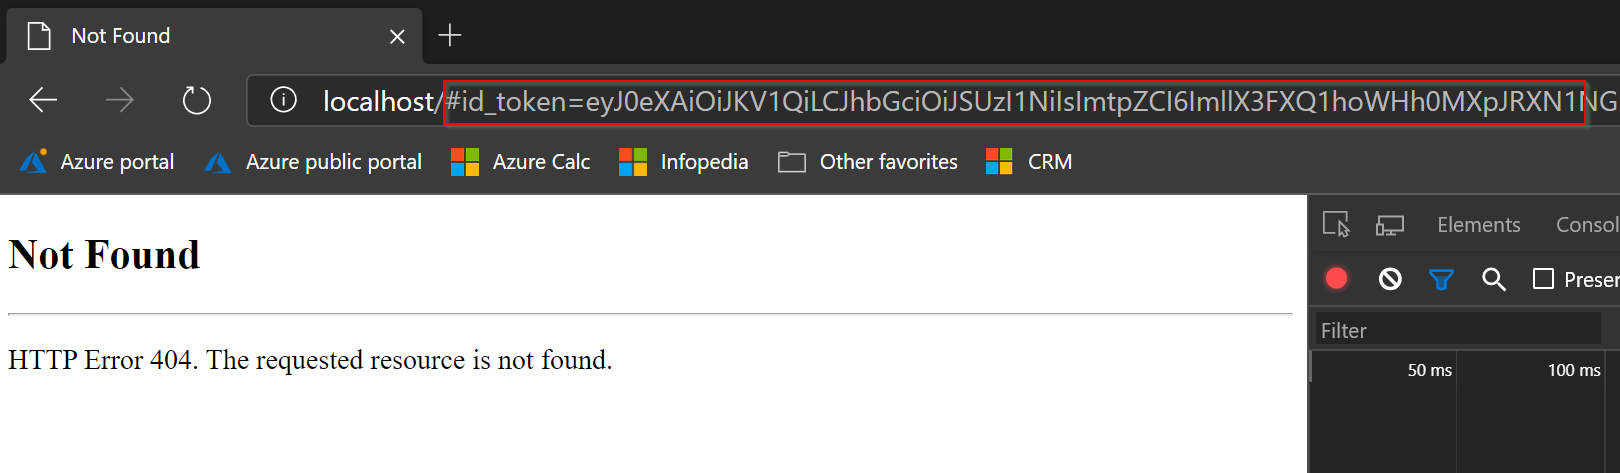 Not Found
localhost/#id_token=eyJ0eXAiOiJKV1QiLCJhbGciOiJSUzI1NiIsImtpZCI6ImllX3FXQ1hoWHh0MXpJRXN1NG
Azure portal Azure public portal Azure Calc Infopedia Other favorites CRM
Not Found
Elements Consol
Preser
HTTP Error 404. The requested resource is not found.
Filter
50 ms 100 ms